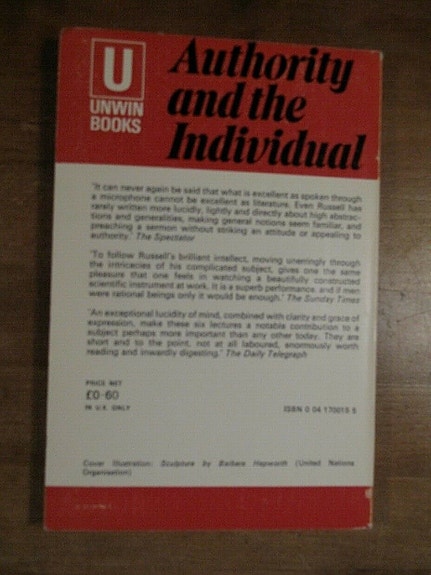 U
UNWIN
BOOKS
Authority
and the
Individual
'It can never again be said that what is excellent as spoken through
a microphone cannot be excellent as literature. Even Russell has
rarely written more lucidly, lightly and directly about high abstrac-
tions and generalities, making general notions seem familiar, and
preaching a sermon without striking an attitude or appealing to
authority.' The Spectator
'To follow Russell's brilliant intellect, moving unerringly through
the intricacies of his complicated subject, gives one the same
pleasure that one feels in watching a beautifully constructed
scientific instrument at work. It is a superb performance, and if men
were rational beings only it would be enough.' The Sunday Times
'An exceptional lucidity of mind, combined with clarity and grace of
expression, make these six lectures a notable contribution to a
subject perhaps more important than any other today. They are
short and to the point, not at all laboured, enormously worth
reading and inwardly digesting.' The Daily Telegraph
PRICE NET
£0·60
IN U.K. ONLY
ISBN 0 04 170015 5
Cover Illustration: Sculpture by Barbara Hepworth (United Nations
Organisation)